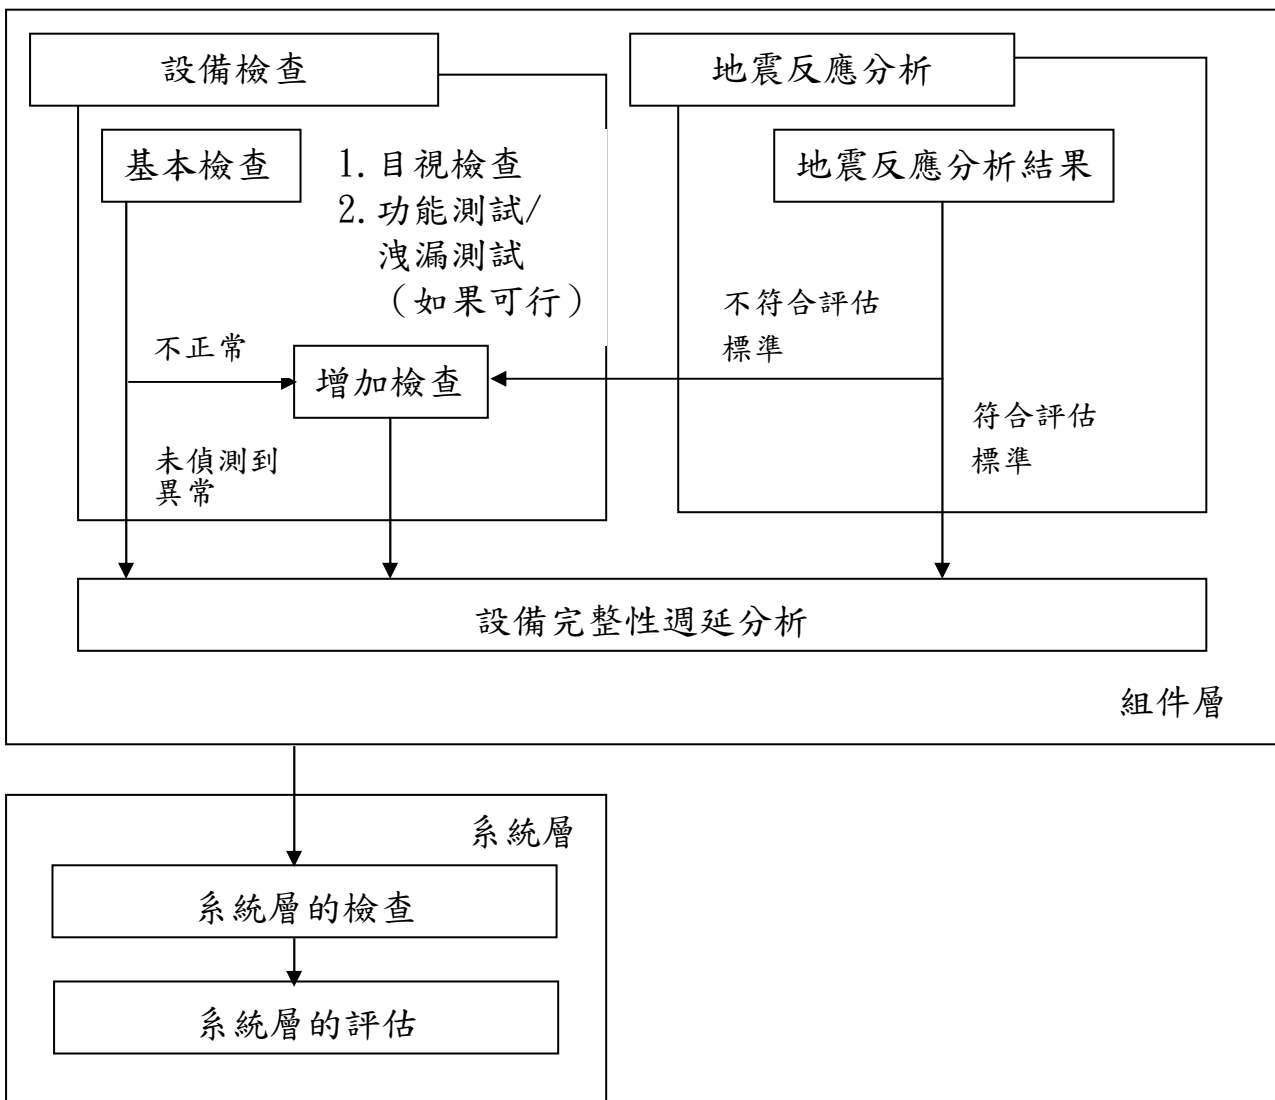 設備檢查
地震反應分析
基本檢查
1.目視檢查
2.功能測試/
洩漏測試
（如果可行）
地震反應分析結果
不符合評估
標準
不正常
增加檢查
符合評估
標準
未偵測到
異常
設備完整性週延分析
組件層
系統層
系統層的檢查
系統層的評估